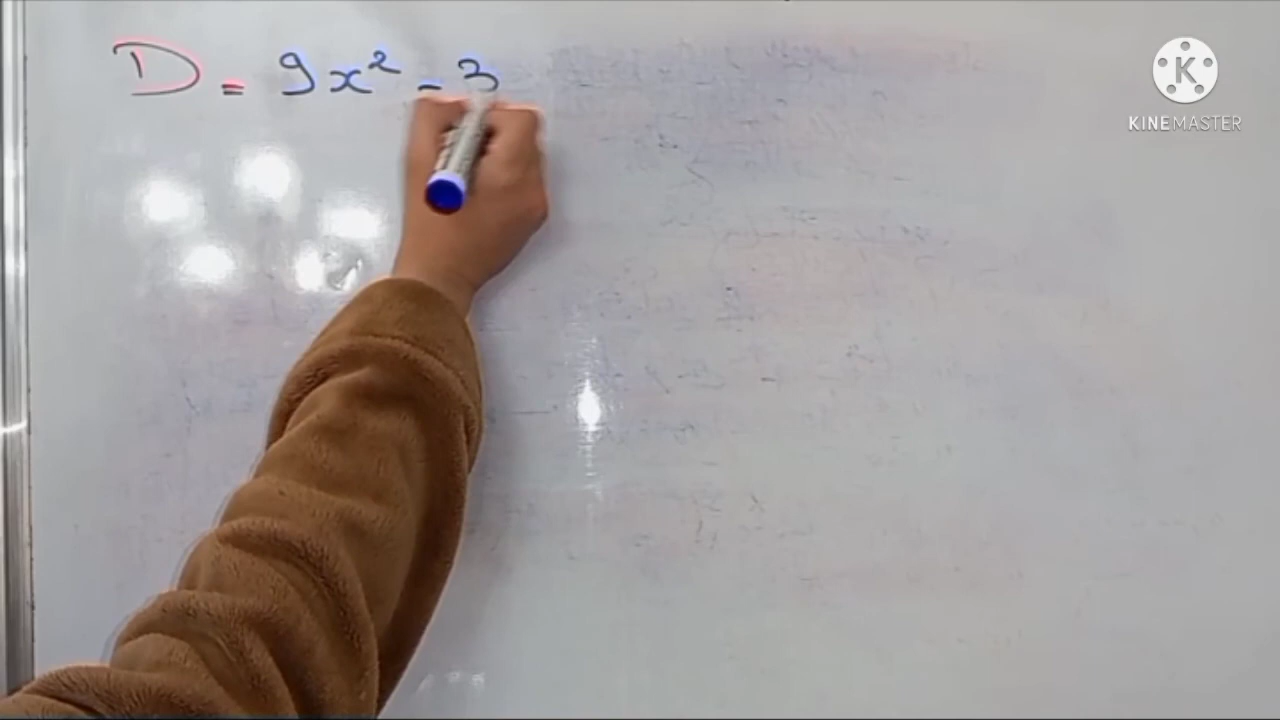 D = 9x² - 3
KINEMASTER